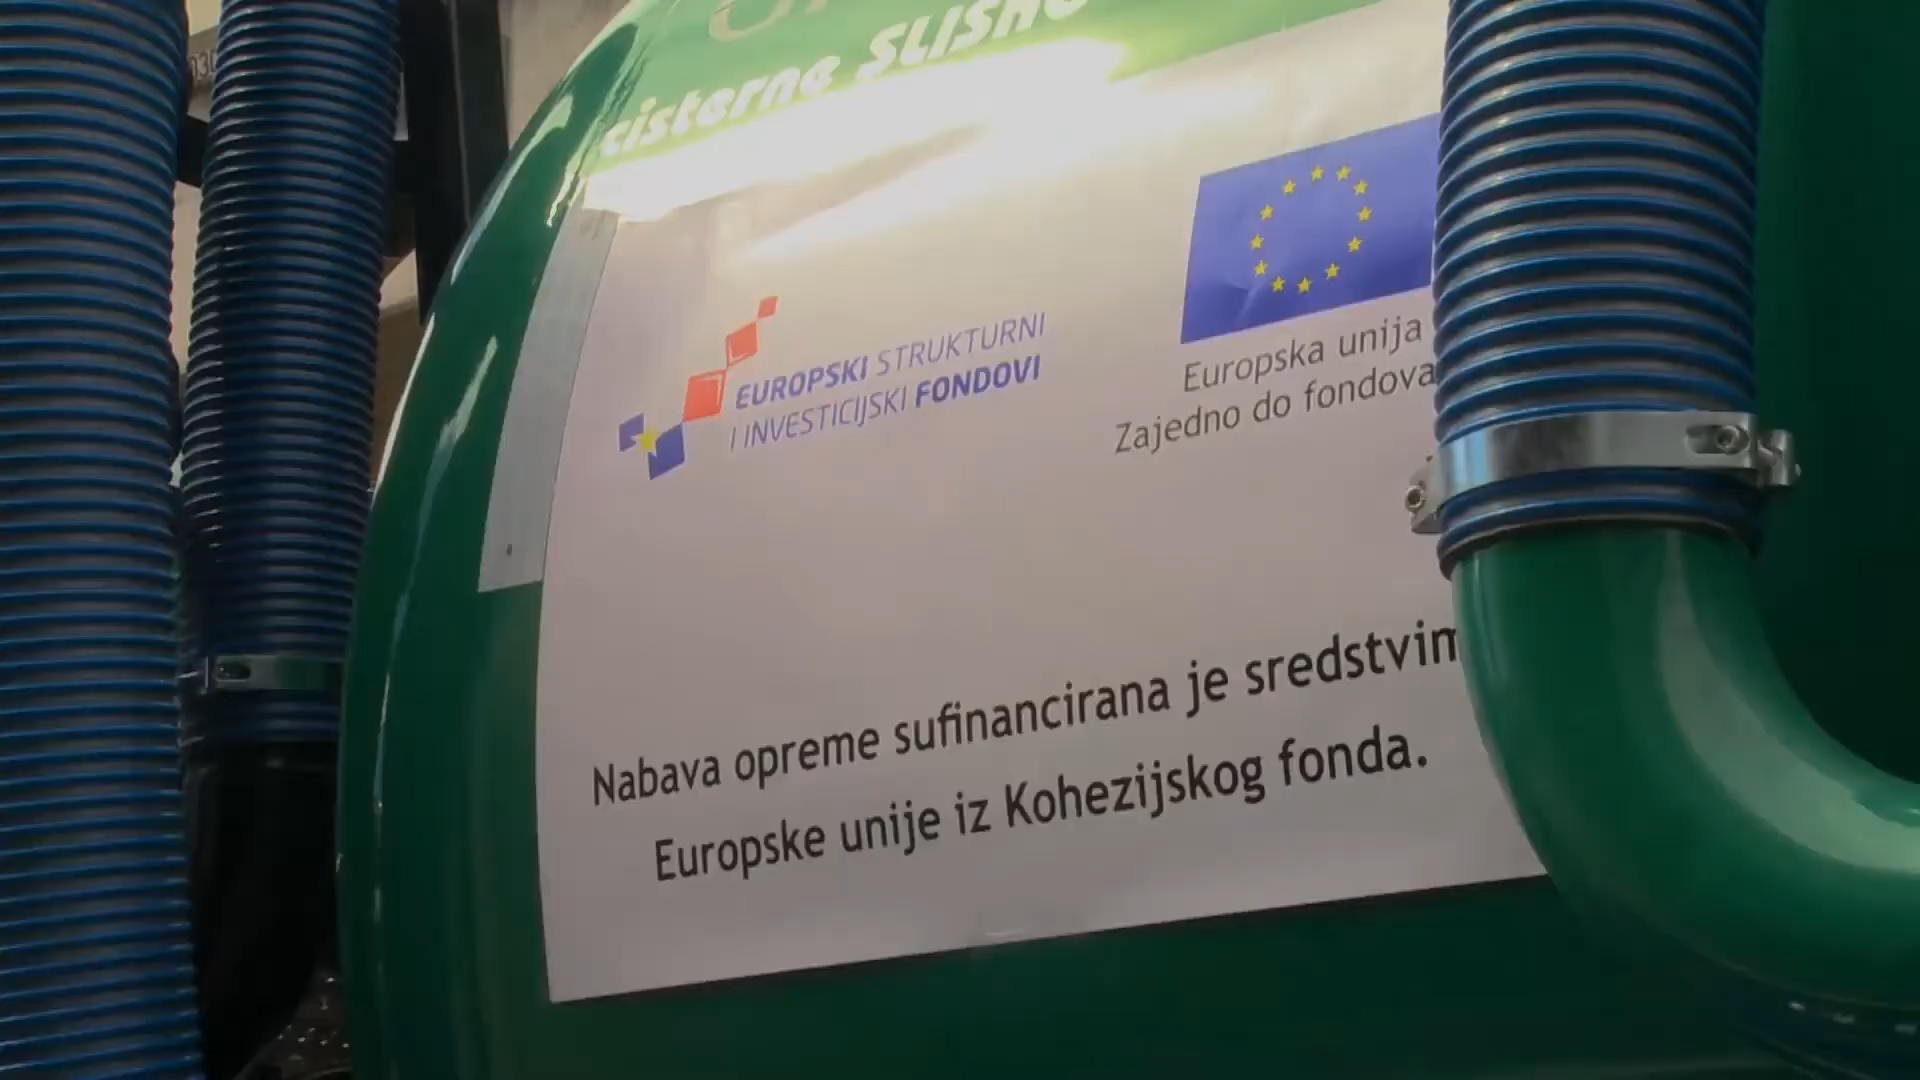 cisterne
EUROPSKI STRUKTURNI
I INVESTICIJSKI FONDOVI
Europska unija
Zajedno do fondova
Nabava opreme sufinancirana je sredstvim
Europske unije iz Kohezijskog fonda.